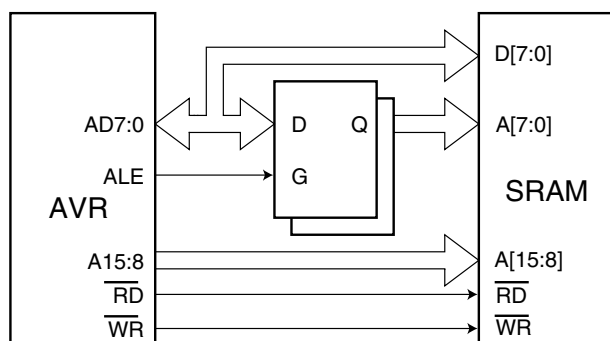 D[7:0]
AD7:0
D Q
A[7:0]
ALE
G
AVR
SRAM
A15:8
A[15:8]
RD
RD
WR
WR